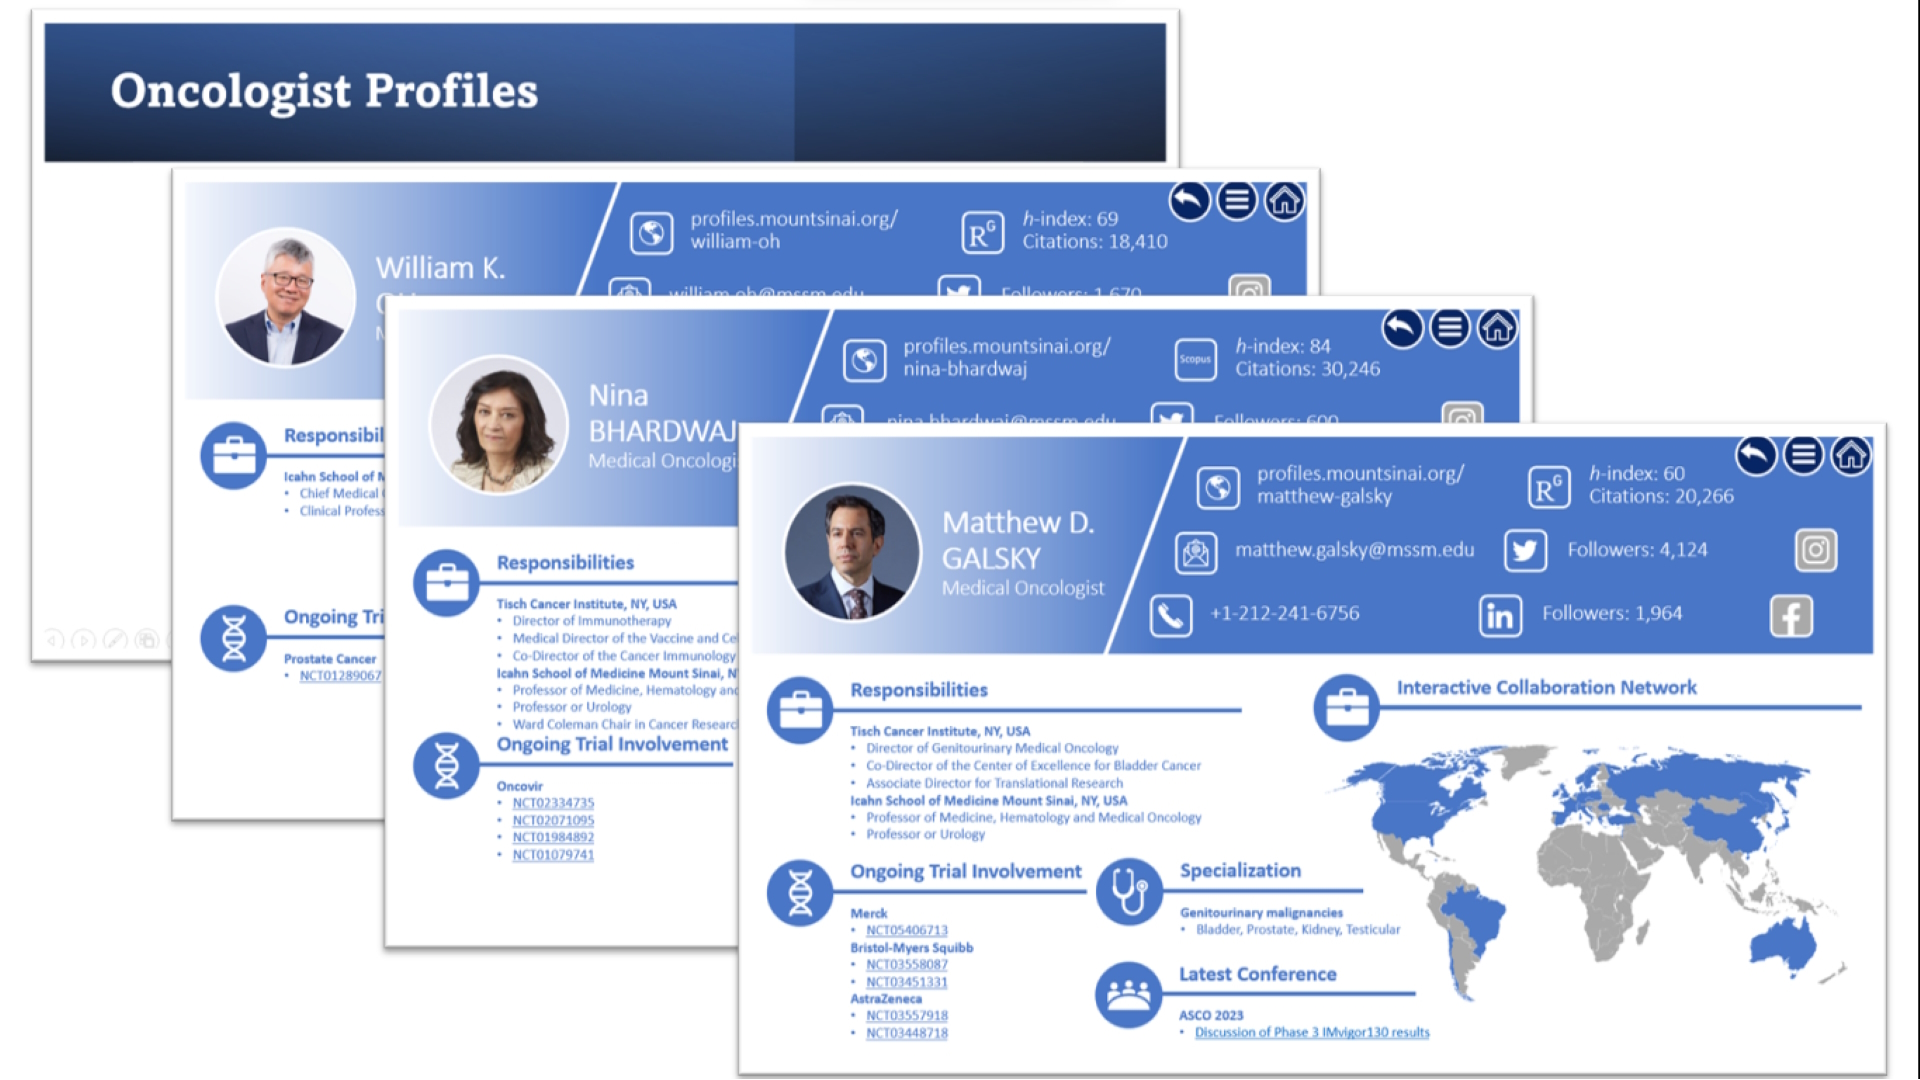 Oncologist Profiles
William K.
profiles.mountsinai.org/
william-oh
R^G
h-index: 69
Citations: 18,410
william.oh@mssm.edu
Followers: 1,670
Responsibil
Icahn School of M
• Chief Medical
• Clinical Profess
Ongoing Tri
Prostate Cancer
• NCT01289067
Nina
BHARDWAJ
Medical Oncologi
profiles.mountsinai.org/
nina-bhardwaj
Scopus
h-index: 84
Citations: 30,246
nina.bhardwaj@mssm.edu
Followers: 600
Responsibilities
Tisch Cancer Institute, NY, USA
• Director of Immunotherapy
• Medical Director of the Vaccine and Ce
• Co-Director of the Cancer Immunology
Icahn School of Medicine Mount Sinai, N
• Professor of Medicine, Hematology and
• Professor or Urology
• Ward Coleman Chair in Cancer Research
Ongoing Trial Involvement
Oncovir
• NCT02334735
• NCT02071095
• NCT01984892
• NCT01079741
Matthew D.
GALSKY
Medical Oncologist
profiles.mountsinai.org/
matthew-galsky
R^G
h-index: 60
Citations: 20,266
matthew.galsky@mssm.edu
Followers: 4,124
+1-212-241-6756
in
Followers: 1,964
f
Responsibilities
Tisch Cancer Institute, NY, USA
• Director of Genitourinary Medical Oncology
• Co-Director of the Center of Excellence for Bladder Cancer
• Associate Director for Translational Research
Icahn School of Medicine Mount Sinai, NY, USA
• Professor of Medicine, Hematology and Medical Oncology
• Professor or Urology
Ongoing Trial Involvement
Merck
• NCT05406713
Bristol-Myers Squibb
• NCT03558087
• NCT03451331
AstraZeneca
• NCT03557918
• NCT03448718
Specialization
Genitourinary malignancies
• Bladder, Prostate, Kidney, Testicular
Latest Conference
ASCO 2023
• Discussion of Phase 3 IMvigor130 results
Interactive Collaboration Network